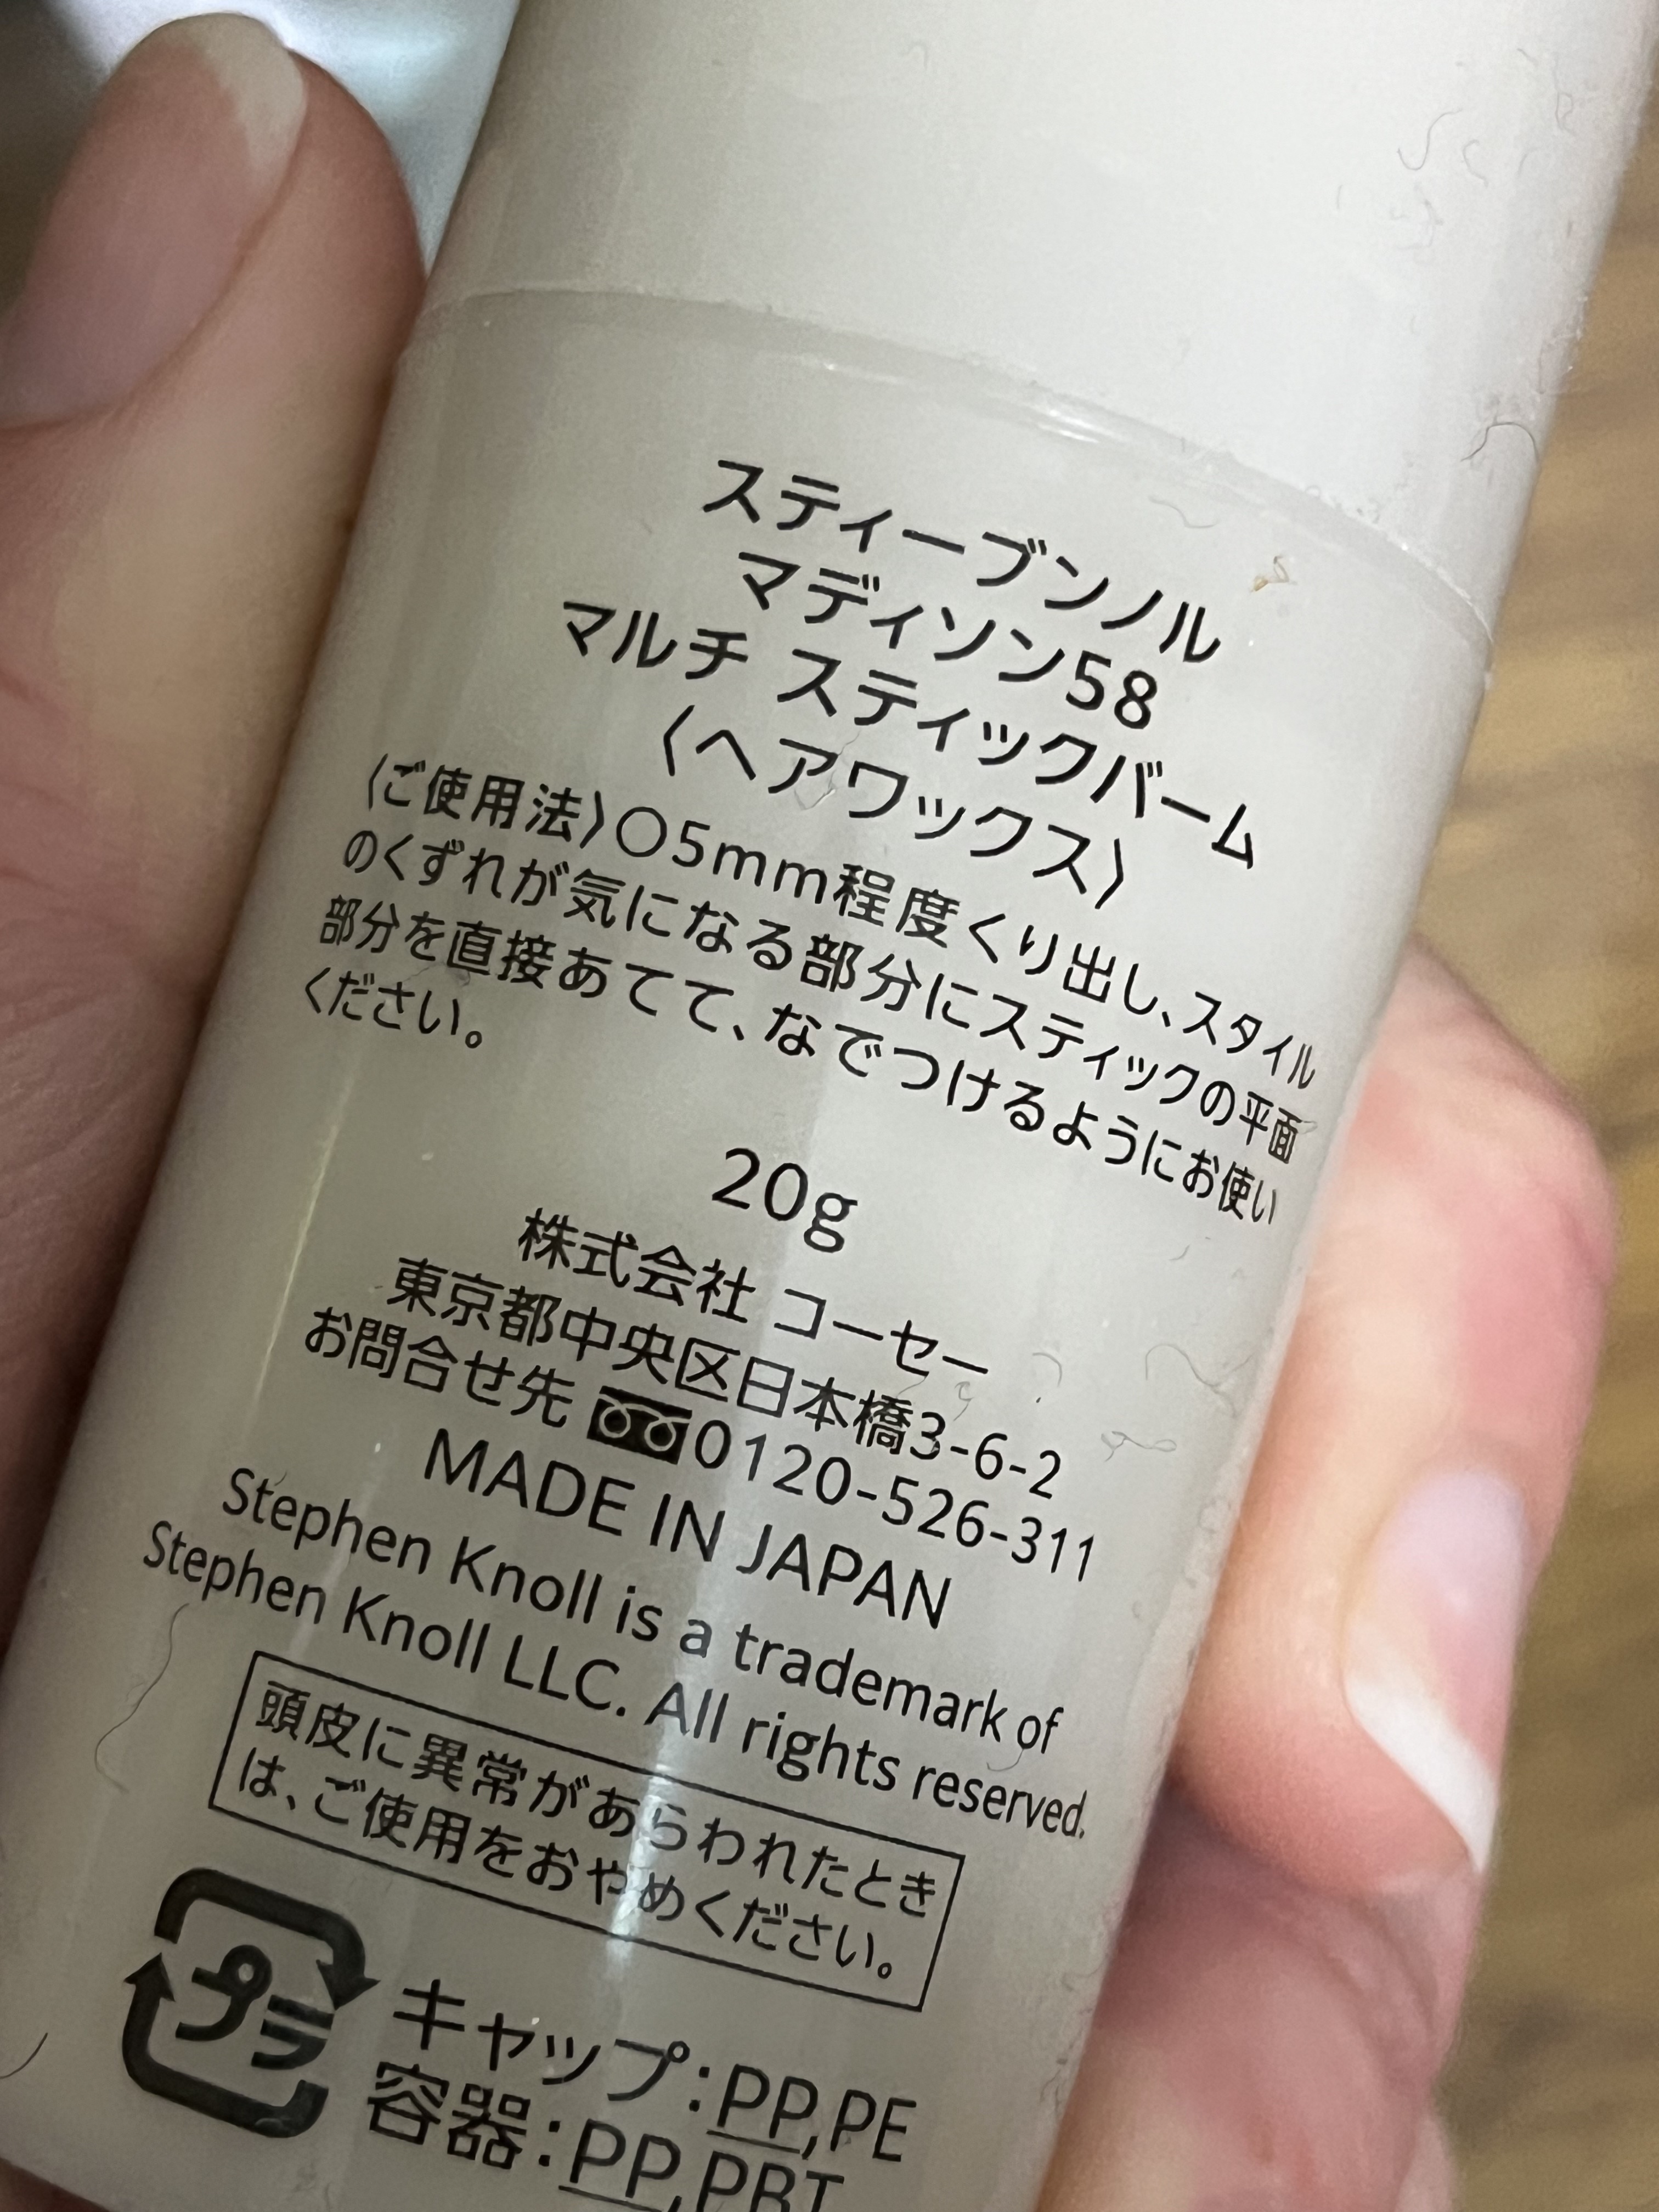 スティーブンノル
マディソン58
マルチ スティックバーム
〈ヘアワックス〉
〈ご使用法〉○5mm程度くり出し、スタイル
のくずれが気になる部分にスティックの平面
部分を直接あてて、なでつけるようにお使い
ください。
20g
株式会社 コーセー
東京都中央区日本橋3-6-2
お問合せ先 0120-526-311
MADE IN JAPAN
Stephen Knoll is a trademark of
Stephen Knoll LLC. All rights reserved.
頭皮に異常があらわれたとき
は、ご使用をおやめください。
プラ
キャップ:PP,PE
容器:PP,PBT